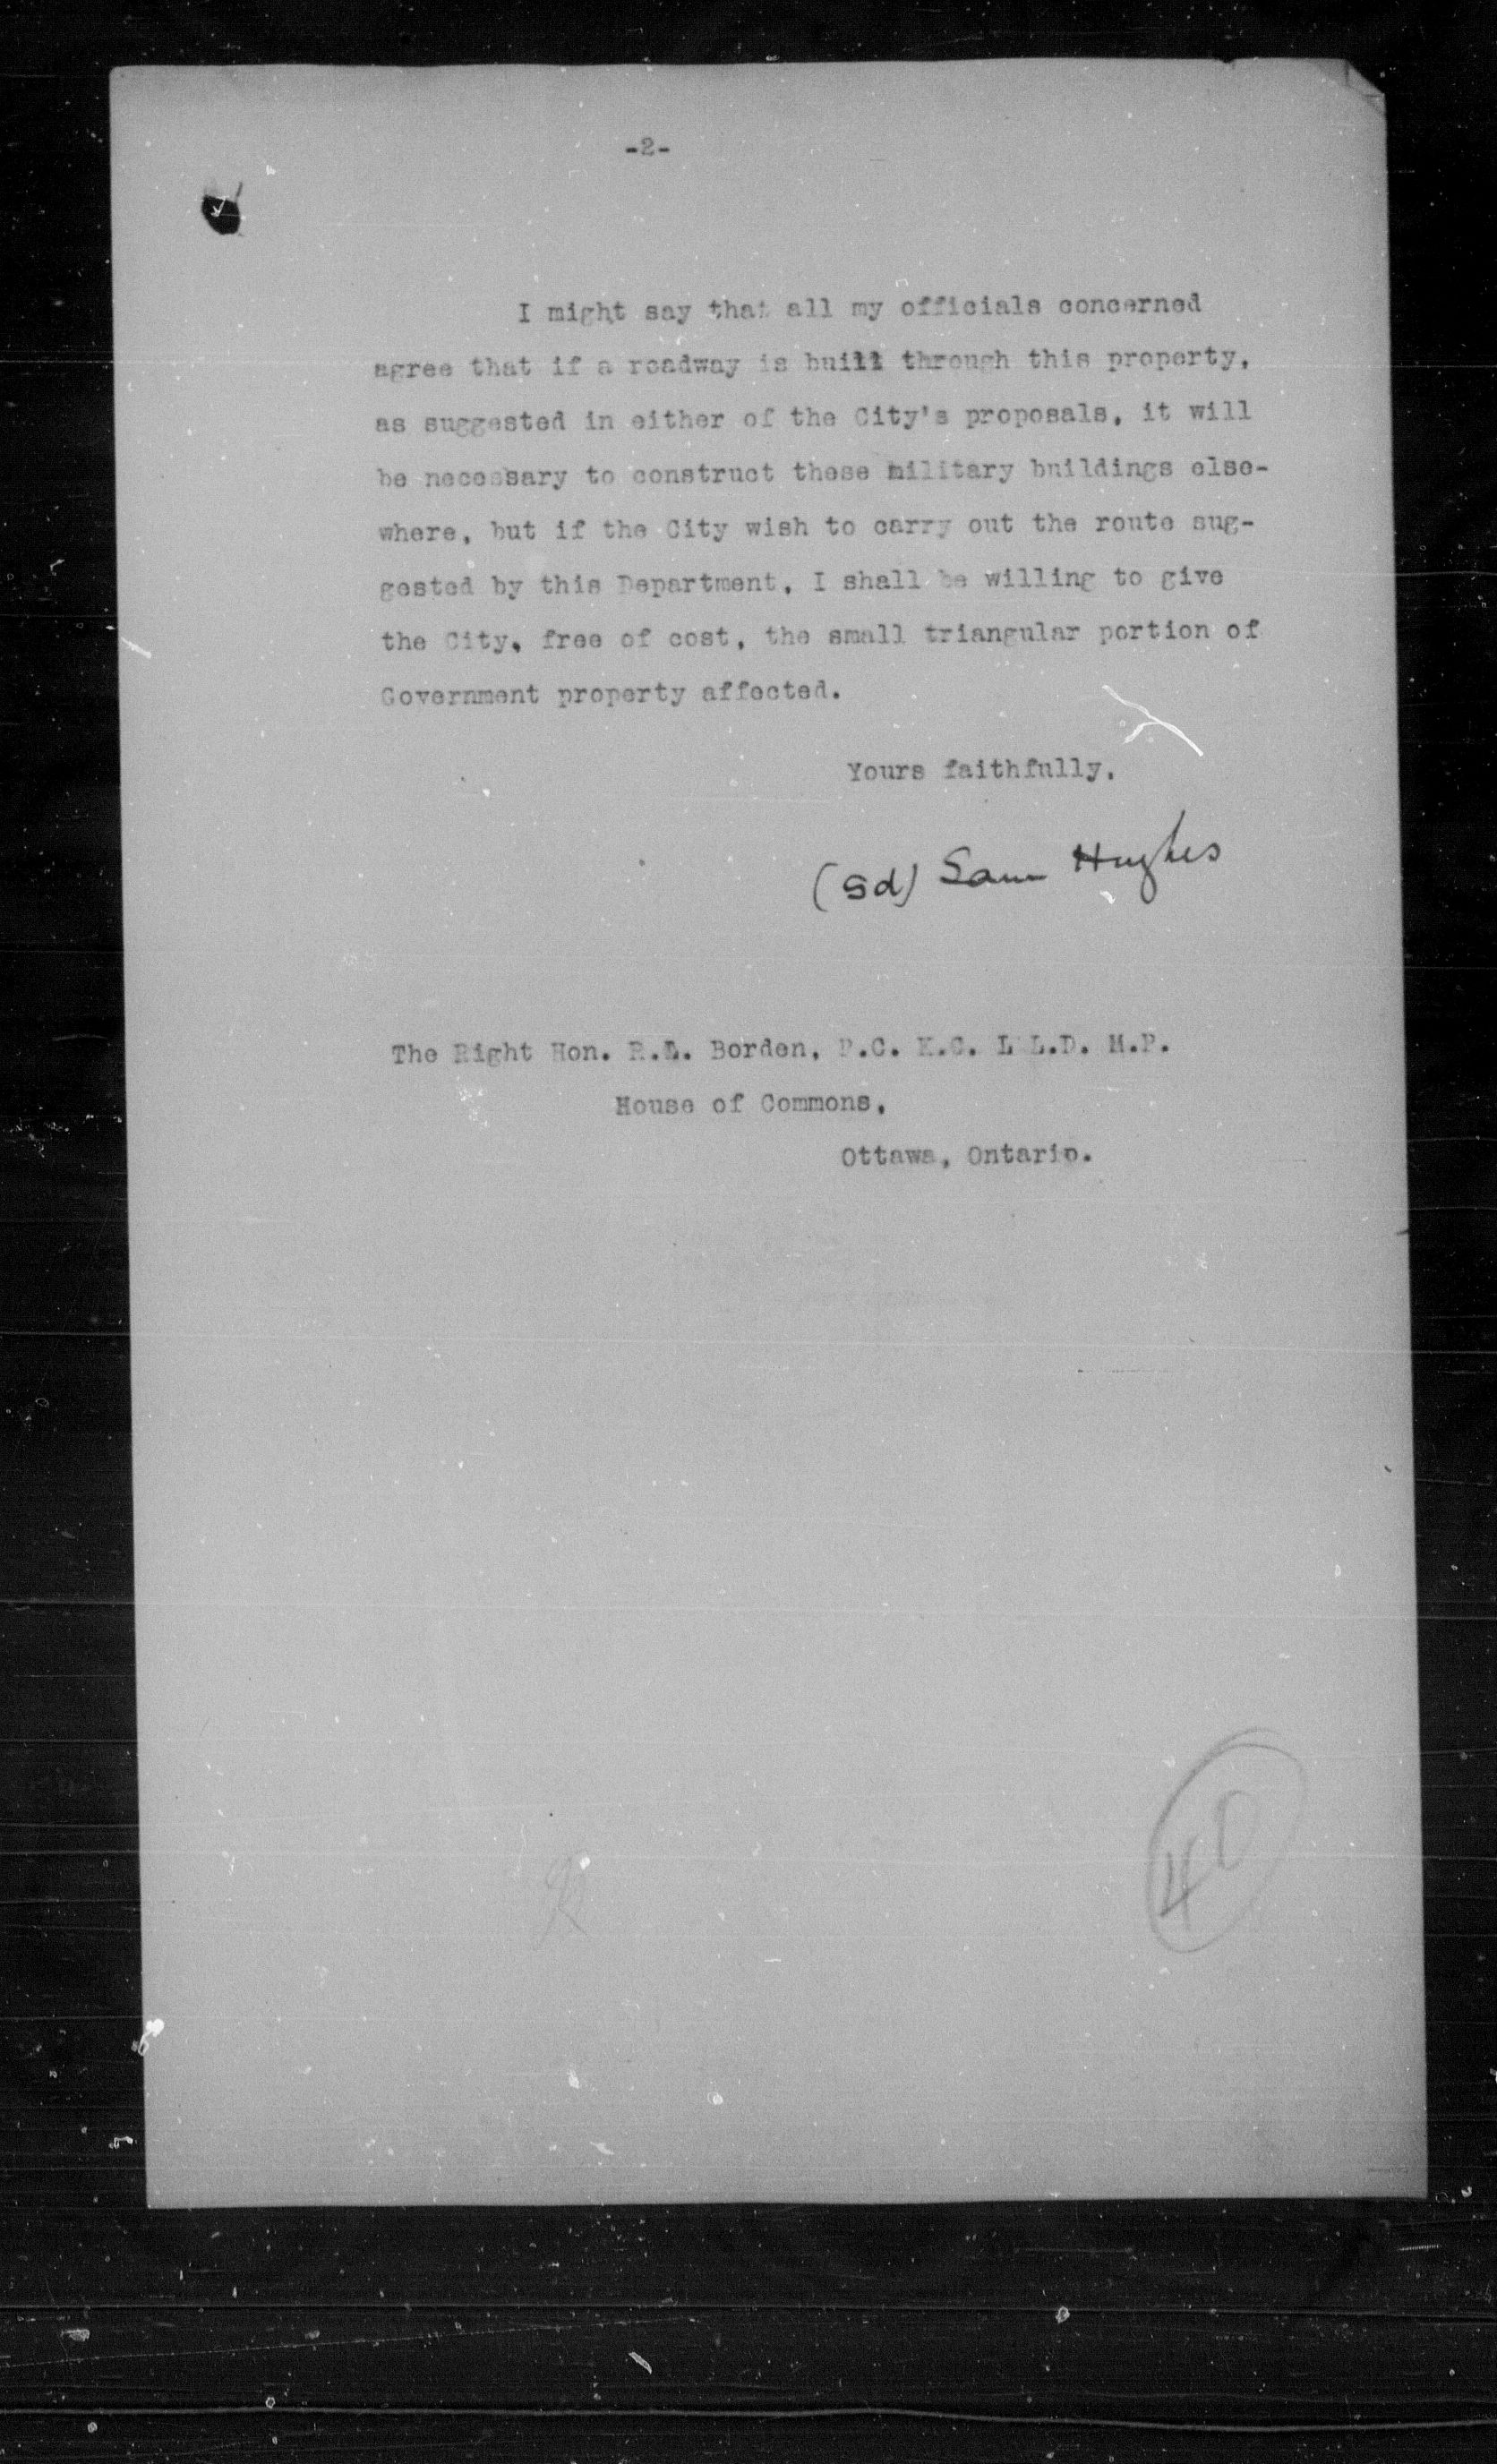 -2-
I might say that all my officials concerned
agree that if a roadway is built through this property,
as suggested in either of the City's proposals, it will
be necessary to construct these military buildings else-
where, but if the City wish to carry out the route sug-
gested by this Department, I shall be willing to give
the City, free of cost, the small triangular portion of
Government property affected.
Yours faithfully,
(Sd) Sam Hughes
The Right Hon. R.L. Borden, P.C. K.C. L L.D. M.P.
House of Commons,
Ottawa, Ontario.
40